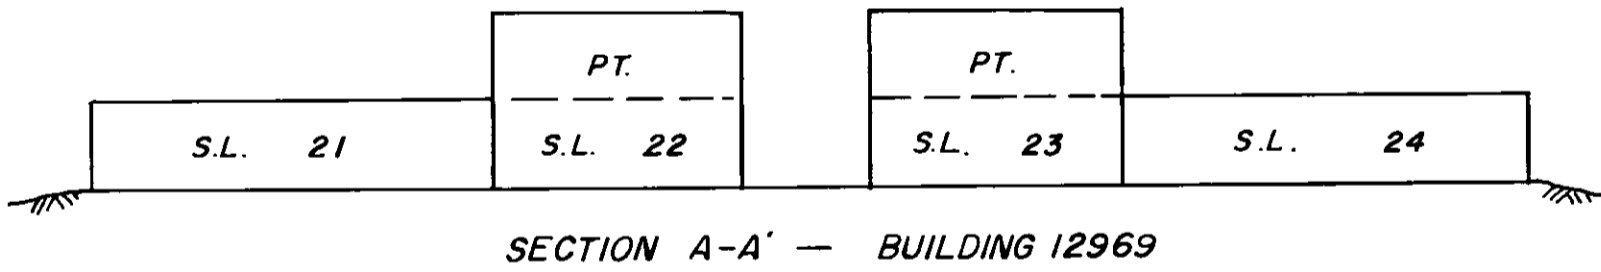 PT. PT.
S.L. 21 S.L. 22 S.L. 23 S.L. 24
SECTION A-A' — BUILDING 12969